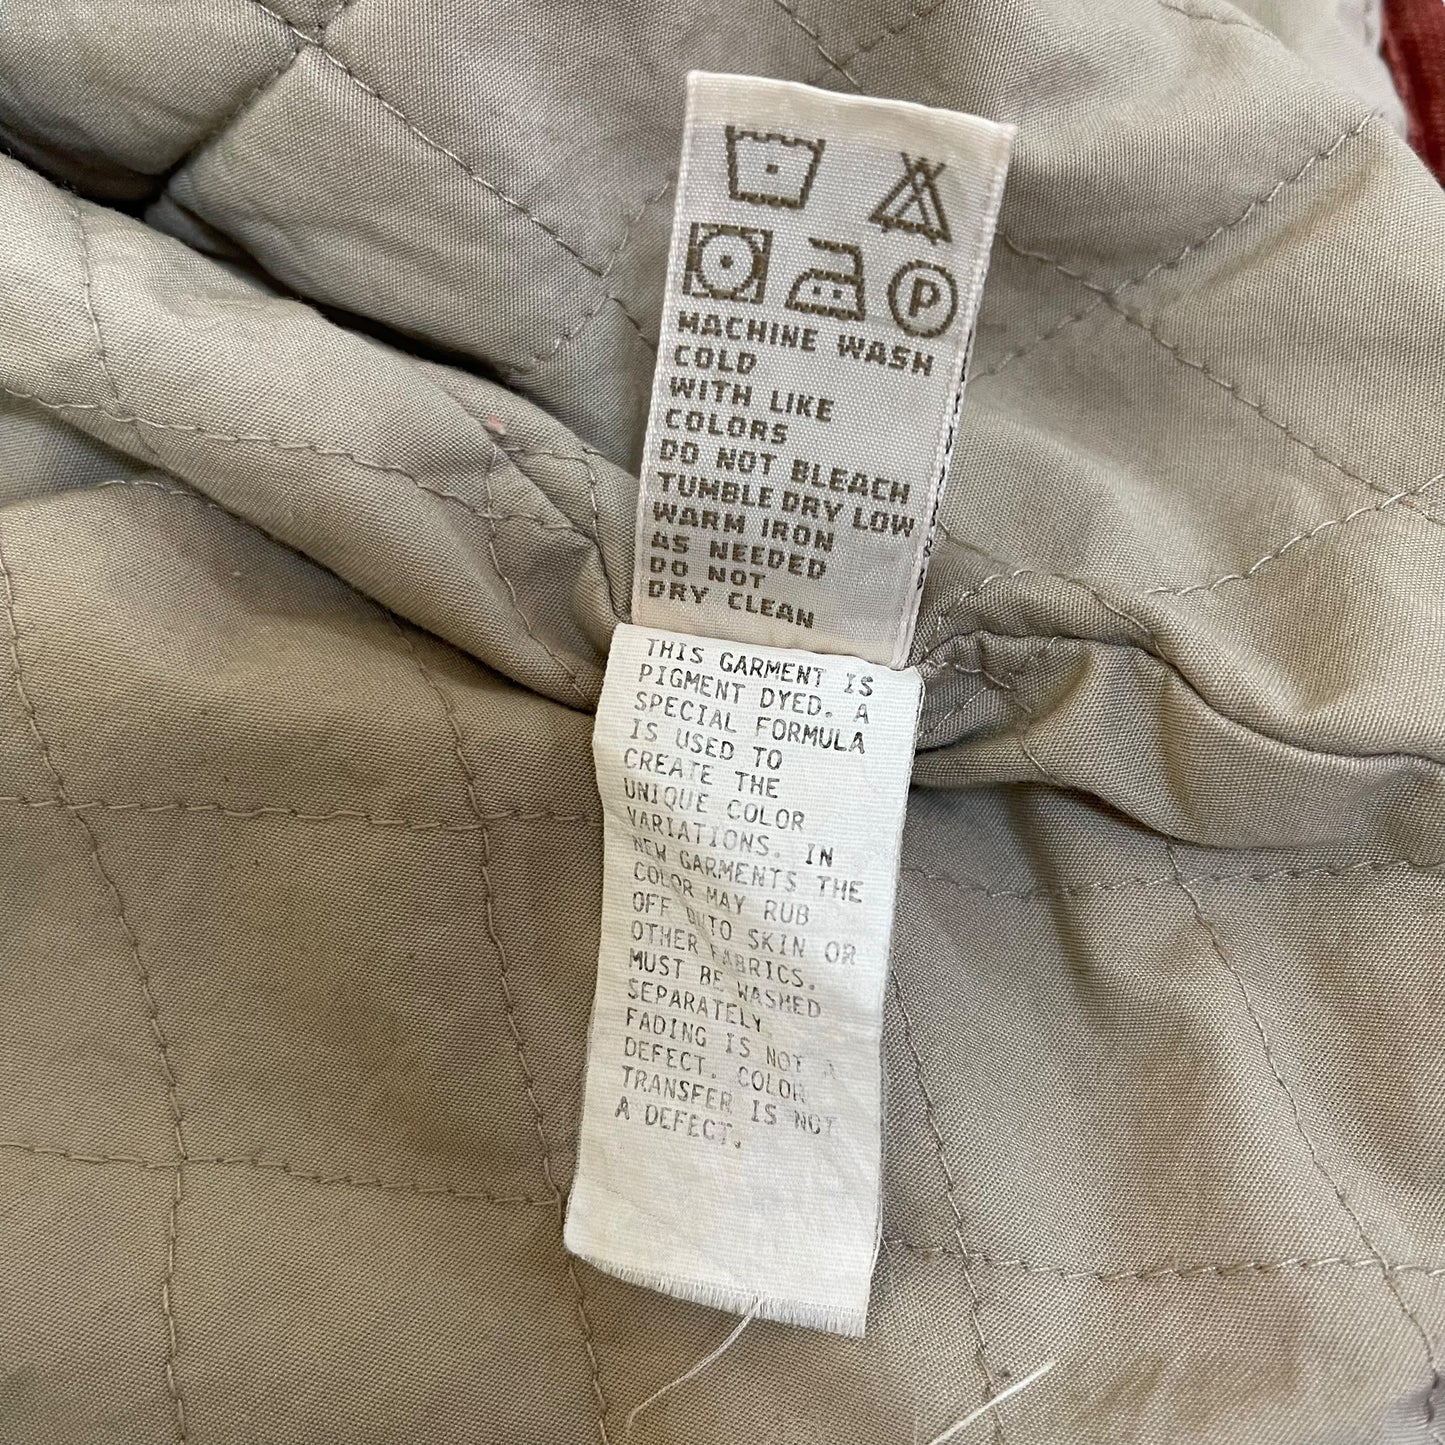 P
MACHINE WASH
COLD
WITH LIKE
COLORS
DO NOT BLEACH
TUMBLE DRY LOW
WARM IRON
AS NEEDED
DO NOT
DRY CLEAN
THIS GARMENT IS
PIGMENT DYED. A
SPECIAL FORMULA
IS USED TO
CREATE THE
UNIQUE COLOR
VARIATIONS. IN
NEW GARMENTS THE
COLOR MAY RUB
OFF ONTO SKIN OR
OTHER FABRICS.
MUST BE WASHED
SEPARATELY.
FADING IS NOT A
DEFECT. COLOR
TRANSFER IS NOT
A DEFECT.